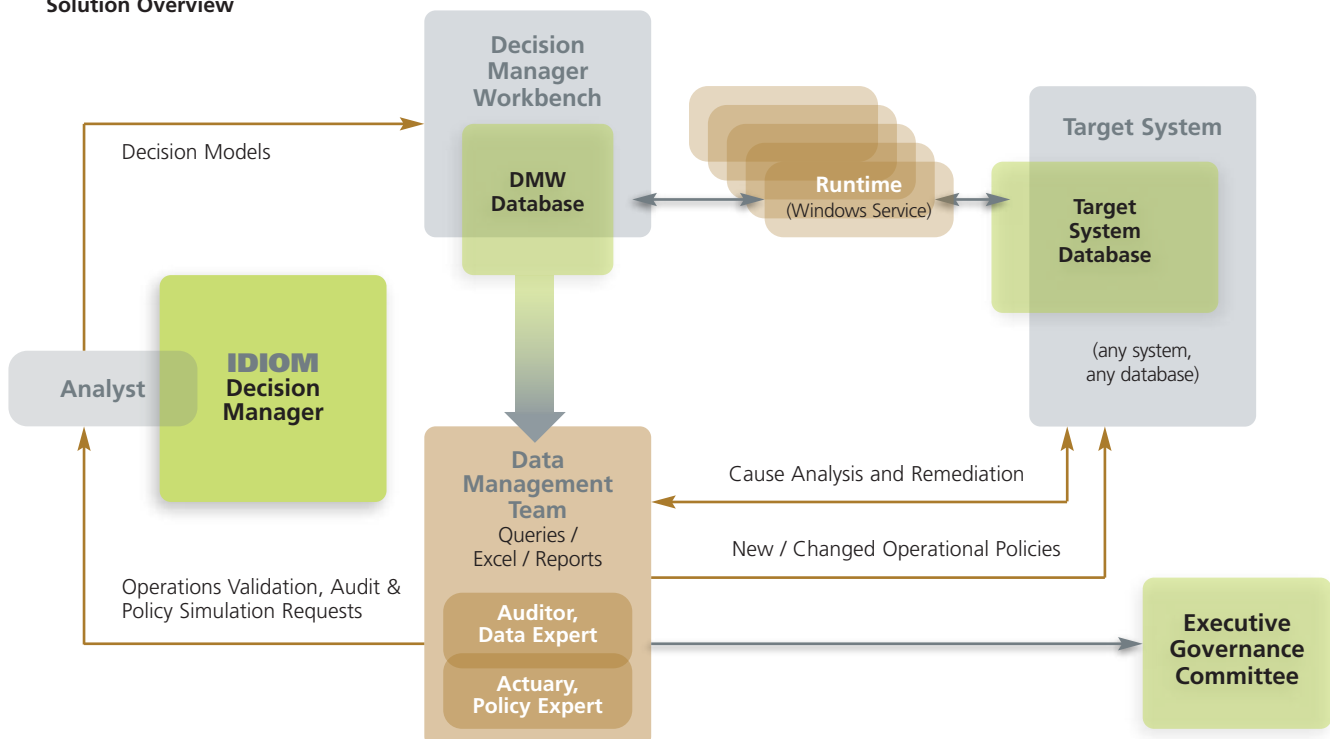 Solution Overview
Decision
Manager
Workbench
DMW
Database
Decision Models
Runtime
(Windows Service)
Target System
Target
System
Database
(any system,
any database)
Analyst
IDIOM
Decision
Manager
Data
Management
Team
Queries /
Excel / Reports
Cause Analysis and Remediation
New / Changed Operational Policies
Operations Validation, Audit &
Policy Simulation Requests
Auditor,
Data Expert
Actuary,
Policy Expert
Executive
Governance
Committee